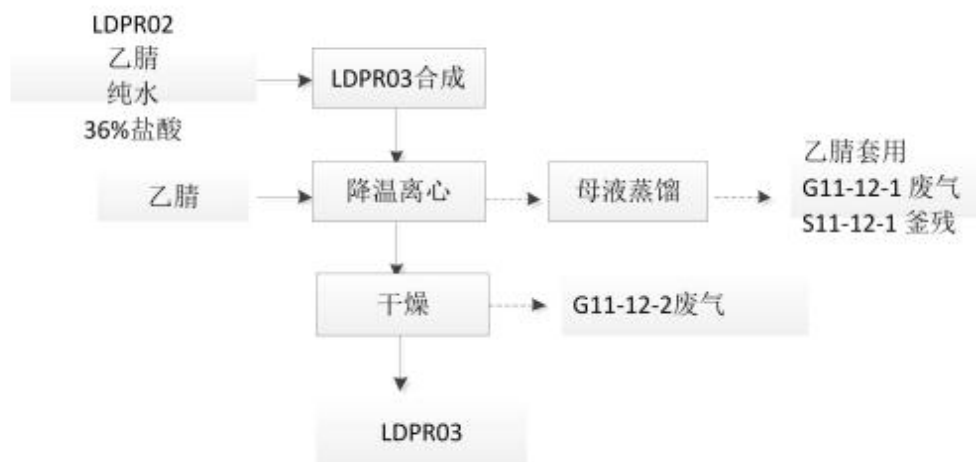 LDPR02
乙腈
纯水
36%盐酸
LDPR03合成
乙腈
降温离心
母液蒸馏
乙腈套用
G11-12-1 废气
S11-12-1 釜残
干燥
G11-12-2废气
LDPR03